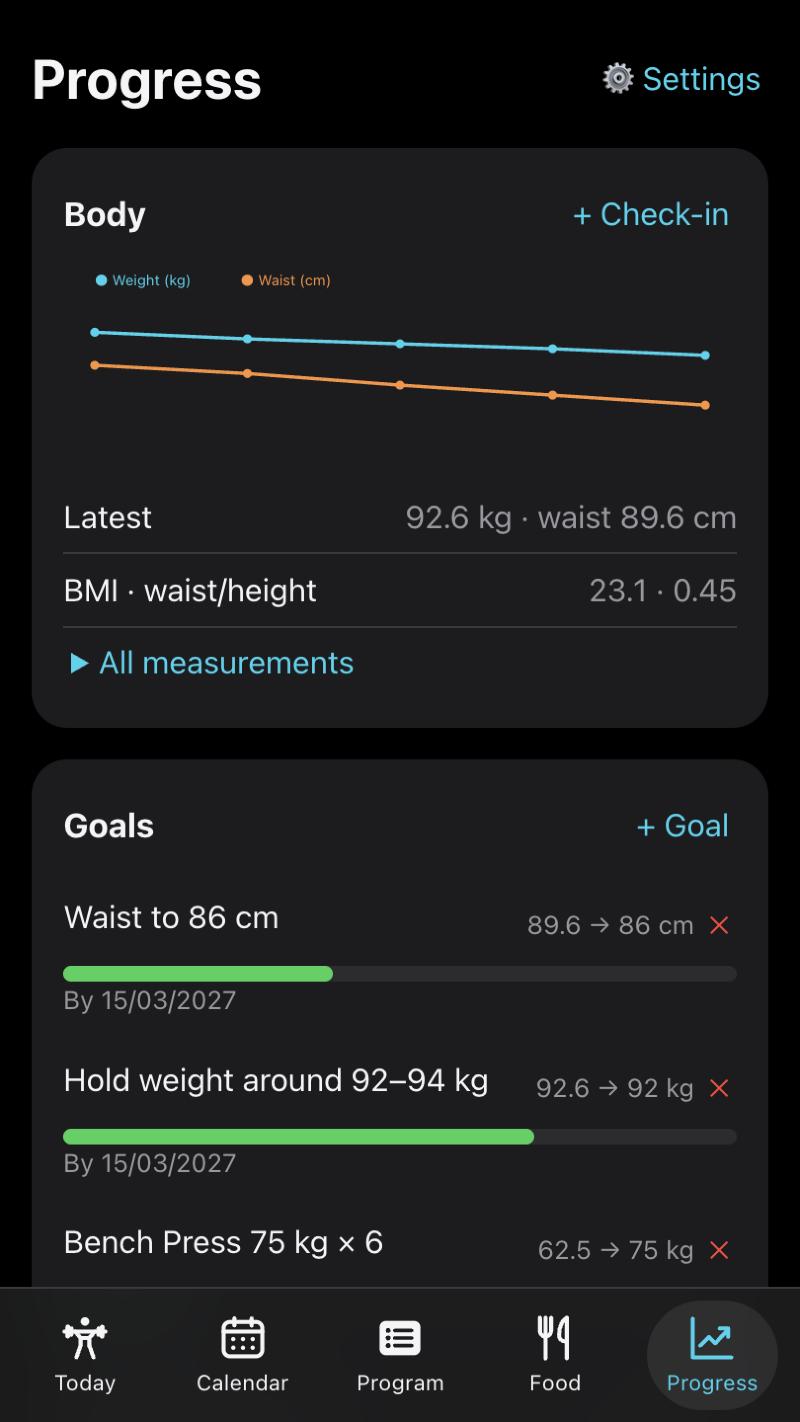 Progress
⚙️ Settings
Body
+ Check-in
Weight (kg)
Waist (cm)
Latest
92.6 kg · waist 89.6 cm
BMI · waist/height
23.1 · 0.45
▶ All measurements
Goals
+ Goal
Waist to 86 cm
89.6 → 86 cm ✕
By 15/03/2027
Hold weight around 92–94 kg
92.6 → 92 kg ✕
By 15/03/2027
Bench Press 75 kg × 6
62.5 → 75 kg ✕
Today
Calendar
Program
Food
Progress